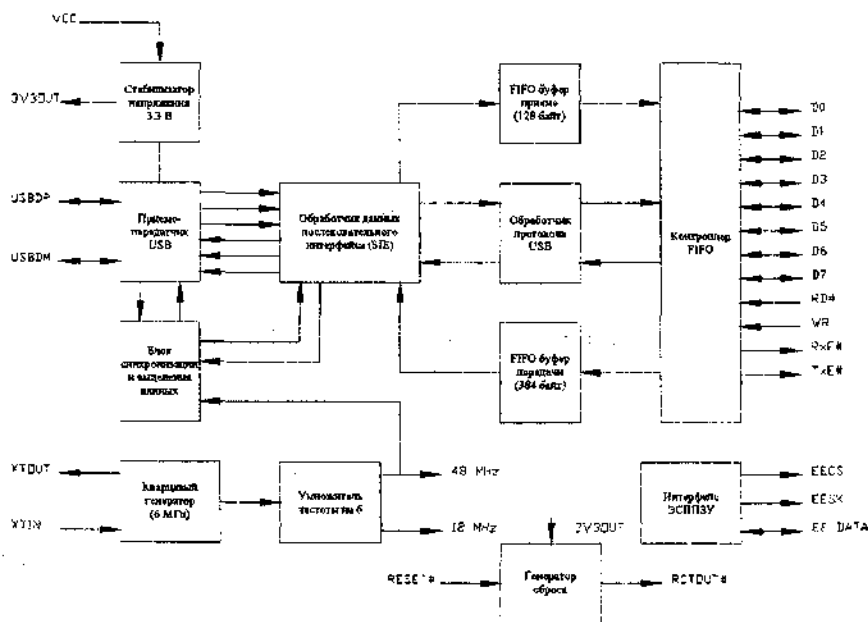 VCC
Стабилизатор
напряжения
3.3 В
3V3OUT
FIFO буфер
приема
(128 байт)
D0
D1
D2
D3
D4
D5
D6
D7
RD#
WR
RxE#
TxE#
USBDP
USBDM
Приемо-
передатчик
USB
Обработчик данных
последовательного
интерфейса (SIE)
Обработчик
протокола
USB
Контроллер
FIFO
Блок
синхронизации
и выделения
данных
FIFO буфер
передачи
(384 байт)
XTOUT
XTIN
Кварцевый
генератор
(6 МГц)
Умножитель
частоты на 6
48 MHz
12 MHz
Интерфейс
ЭСППЗУ
EECS
EESK
EE DATA
3V3OUT
RESET#
Генератор
сброса
RSTOUT#